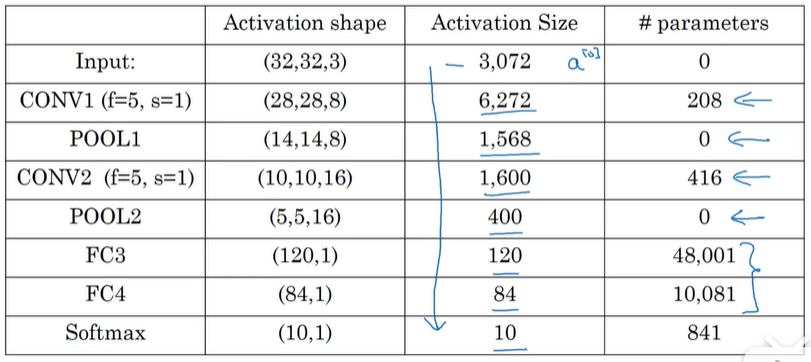 Activation shape Activation Size # parameters
Input: (32,32,3) 3,072 a[0] 0
CONV1 (f=5, s=1) (28,28,8) 6,272 208
POOL1 (14,14,8) 1,568 0
CONV2 (f=5, s=1) (10,10,16) 1,600 416
POOL2 (5,5,16) 400 0
FC3 (120,1) 120 48,001
FC4 (84,1) 84 10,081
Softmax (10,1) 10 841